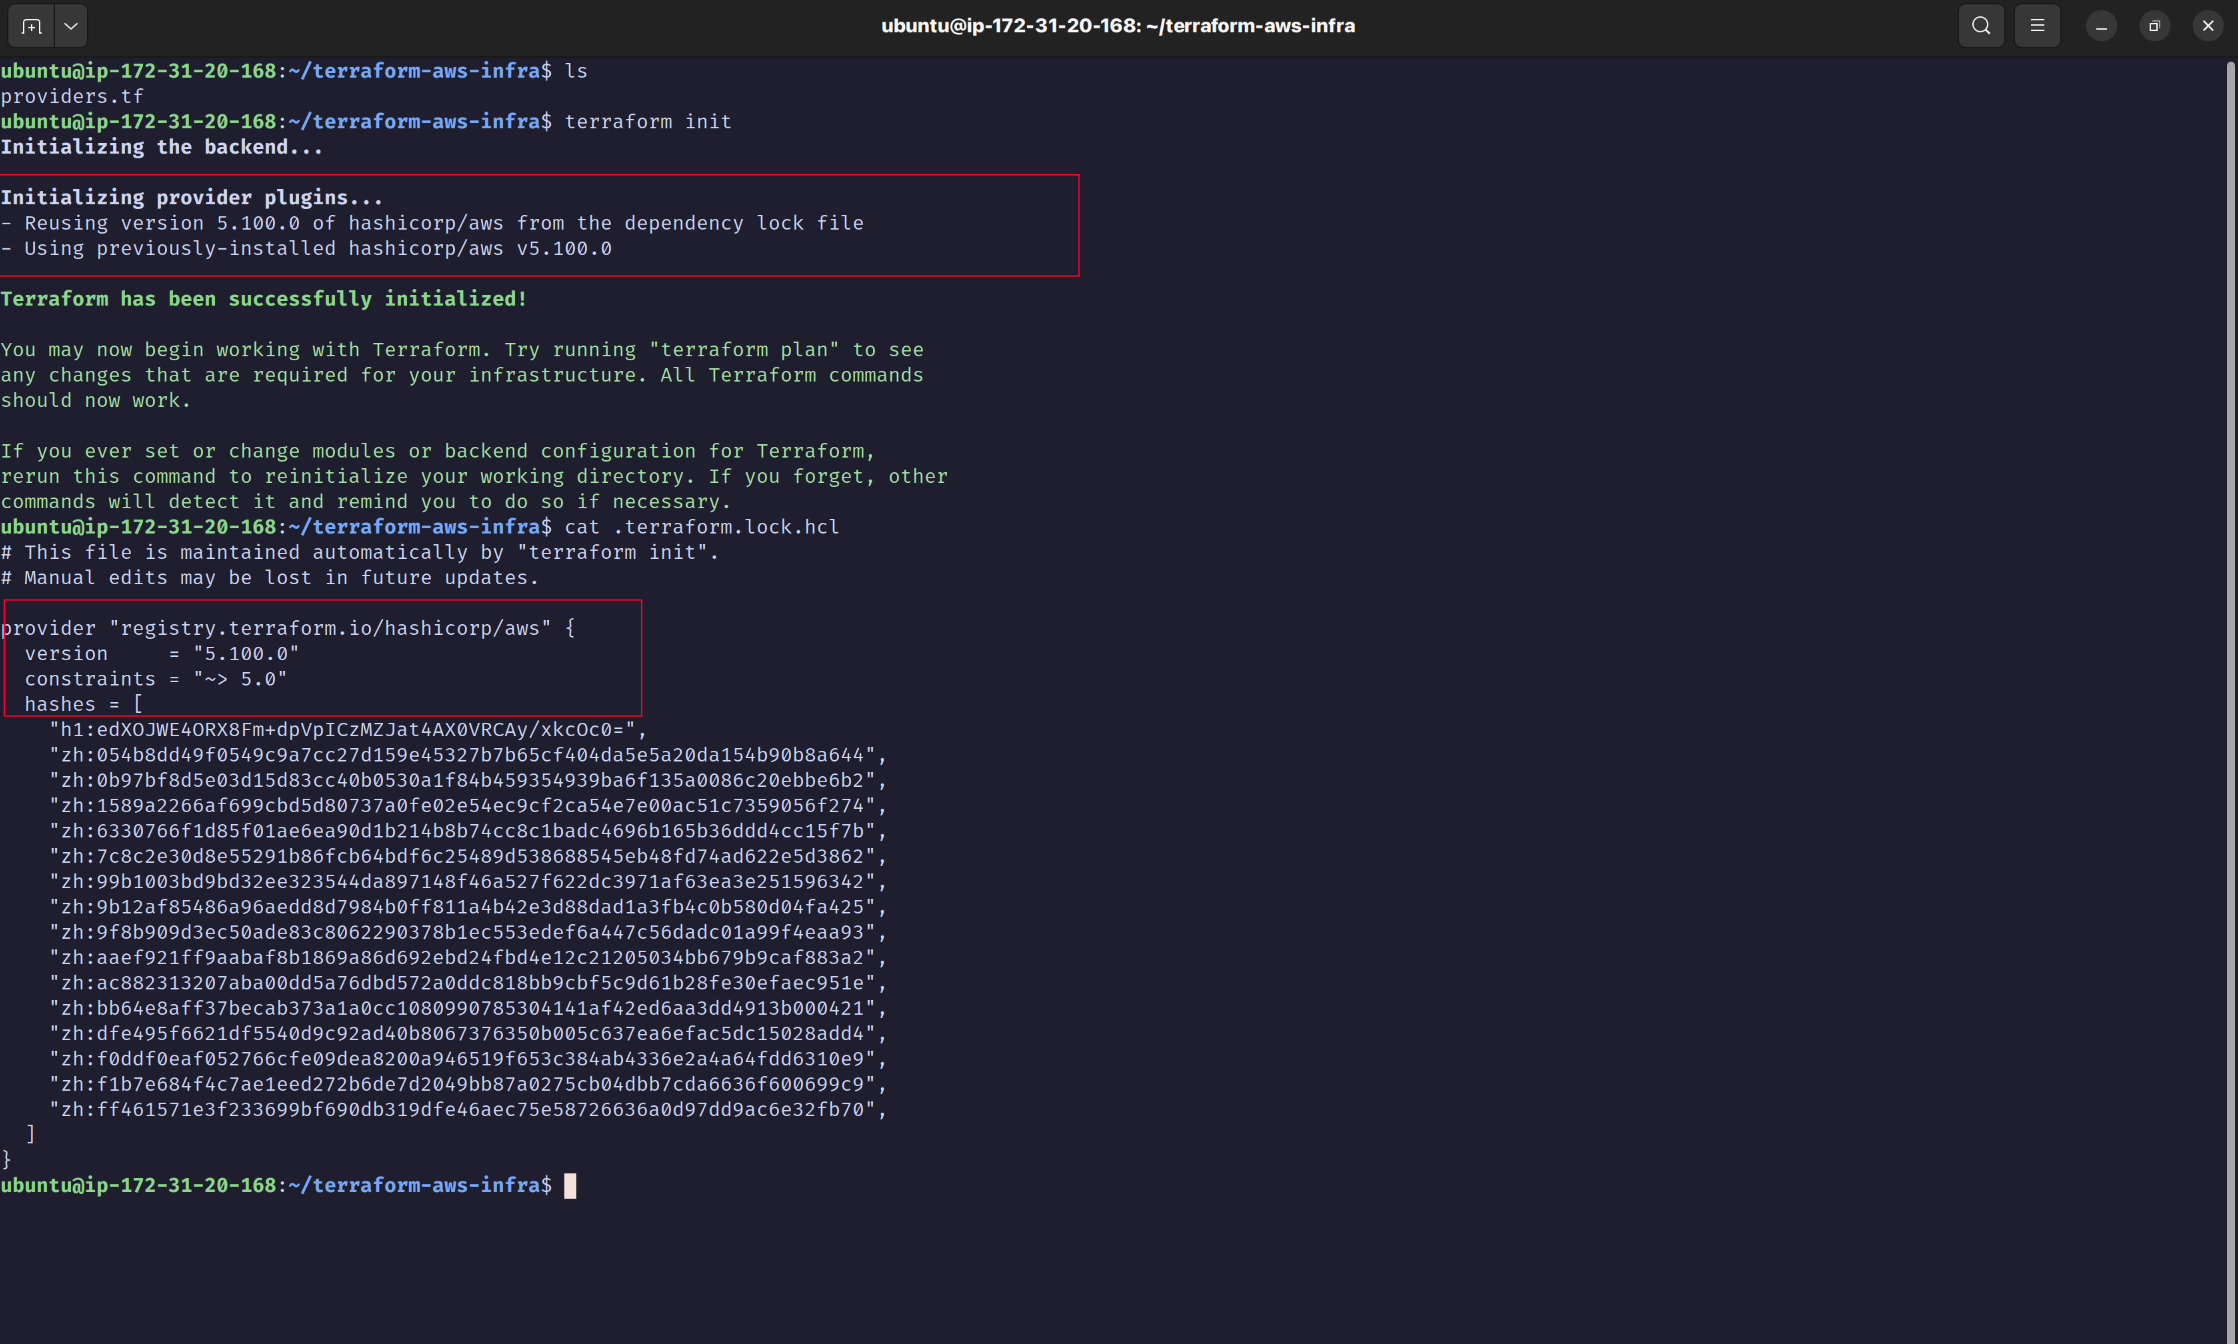 ubuntu@ip-172-31-20-168: ~/terraform-aws-infra
ubuntu@ip-172-31-20-168:~/terraform-aws-infra$ ls
providers.tf
ubuntu@ip-172-31-20-168:~/terraform-aws-infra$ terraform init
Initializing the backend...
Initializing provider plugins...
- Reusing version 5.100.0 of hashicorp/aws from the dependency lock file
- Using previously-installed hashicorp/aws v5.100.0
Terraform has been successfully initialized!
You may now begin working with Terraform. Try running "terraform plan" to see
any changes that are required for your infrastructure. All Terraform commands
should now work.
If you ever set or change modules or backend configuration for Terraform,
rerun this command to reinitialize your working directory. If you forget, other
commands will detect it and remind you to do so if necessary.
ubuntu@ip-172-31-20-168:~/terraform-aws-infra$ cat .terraform.lock.hcl
# This file is maintained automatically by "terraform init".
# Manual edits may be lost in future updates.
provider "registry.terraform.io/hashicorp/aws" {
  version     = "5.100.0"
  constraints = "~> 5.0"
  hashes = [
    "h1:edXOJWE4ORX8Fm+dpVpICzMZJat4AX0VRCAy/xkcOc0=",
    "zh:054b8dd49f0549c9a7cc27d159e45327b7b65cf404da5e5a20da154b90b8a644",
    "zh:0b97bf8d5e03d15d83cc40b0530a1f84b459354939ba6f135a0086c20ebbe6b2",
    "zh:1589a2266af699cbd5d80737a0fe02e54ec9cf2ca54e7e00ac51c7359056f274",
    "zh:6330766f1d85f01ae6ea90d1b214b8b74cc8c1badc4696b165b36ddd4cc15f7b",
    "zh:7c8c2e30d8e55291b86fcb64bdf6c25489d538688545eb48fd74ad622e5d3862",
    "zh:99b1003bd9bd32ee323544da897148f46a527f622dc3971af63ea3e251596342",
    "zh:9b12af85486a96aedd8d7984b0ff811a4b42e3d88dad1a3fb4c0b580d04fa425",
    "zh:9f8b909d3ec50ade83c8062290378b1ec553edef6a447c56dadc01a99f4eaa93",
    "zh:aaef921ff9aabaf8b1869a86d692ebd24fbd4e12c21205034bb679b9caf883a2",
    "zh:ac882313207aba00dd5a76dbd572a0ddc818bb9cbf5c9d61b28fe30efaec951e",
    "zh:bb64e8aff37becab373a1a0cc1080990785304141af42ed6aa3dd4913b000421",
    "zh:dfe495f6621df5540d9c92ad40b8067376350b005c637ea6efac5dc15028add4",
    "zh:f0ddf0eaf052766cfe09dea8200a946519f653c384ab4336e2a4a64fdd6310e9",
    "zh:f1b7e684f4c7ae1eed272b6de7d2049bb87a0275cb04dbb7cda6636f600699c9",
    "zh:ff461571e3f233699bf690db319dfe46aec75e58726636a0d97dd9ac6e32fb70",
  ]
}
ubuntu@ip-172-31-20-168:~/terraform-aws-infra$